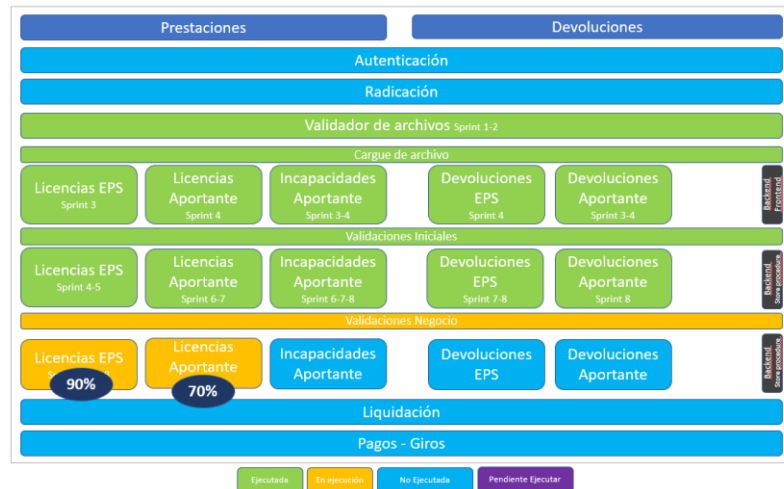 Prestaciones
Devoluciones
Autenticación
Radicación
Validador de archivos Sprint 1-2
Cargue de archivo
Licencias EPS
Sprint 3
Licencias
Aportante
Sprint 4
Incapacidades
Aportante
Sprint 3-4
Devoluciones
EPS
Sprint 4
Devoluciones
Aportante
Sprint 3-4
Backend
Frontend
Validaciones Iniciales
Licencias EPS
Sprint 4-5
Licencias
Aportante
Sprint 6-7
Incapacidades
Aportante
Sprint 6-7-8
Devoluciones
EPS
Sprint 7-8
Devoluciones
Aportante
Sprint 8
Backend
Store procedure
Validaciones Negocio
Licencias EPS
90%
Licencias
Aportante
70%
Incapacidades
Aportante
Devoluciones
EPS
Devoluciones
Aportante
Backend
Store procedure
Liquidación
Pagos - Giros
Ejecutada
En ejecución
No Ejecutada
Pendiente Ejecutar